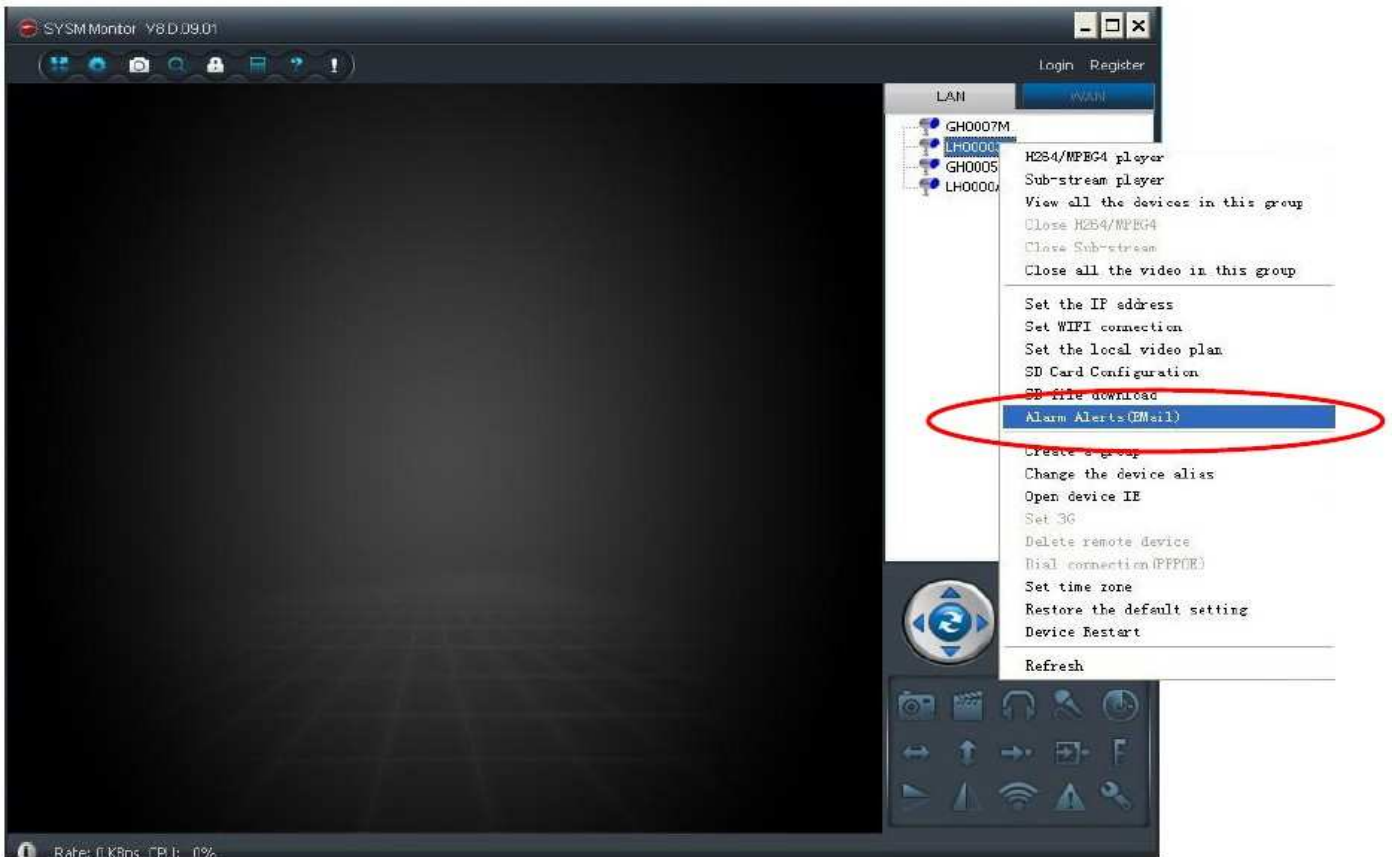 SYSM Monitor V8.D.09.01
Login Register
LAN WAN
GH0007M
LH0000
GH0005
LH0000
H264/MPEG4 player
Sub-stream player
View all the devices in this group
Close H264/MPEG4
Close Sub-stream
Close all the video in this group
Set the IP address
Set WIFI connection
Set the local video plan
SD Card Configuration
SD file download
Alarm Alerts(EMail)
Create a group
Change the device alias
Open device IE
Set 3G
Delete remote device
Dial connection(PPPOE)
Set time zone
Restore the default setting
Device Restart
Refresh
Rate: 0 KBps CPU: 0%